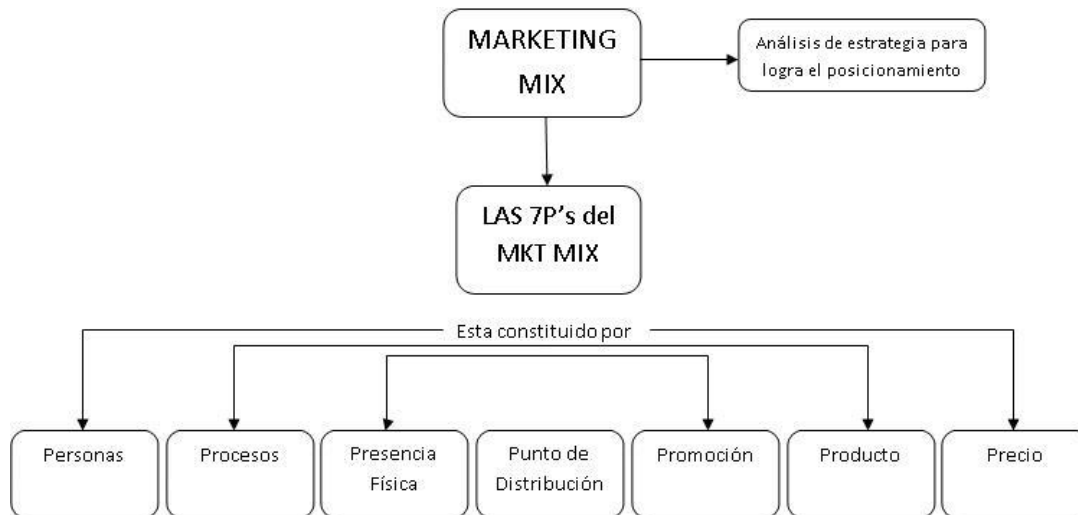 MARKETING
MIX
Análisis de estrategia para
logra el posicionamiento
LAS 7P's del
MKT MIX
Esta constituido por
Personas
Procesos
Presencia
Física
Punto de
Distribución
Promoción
Producto
Precio